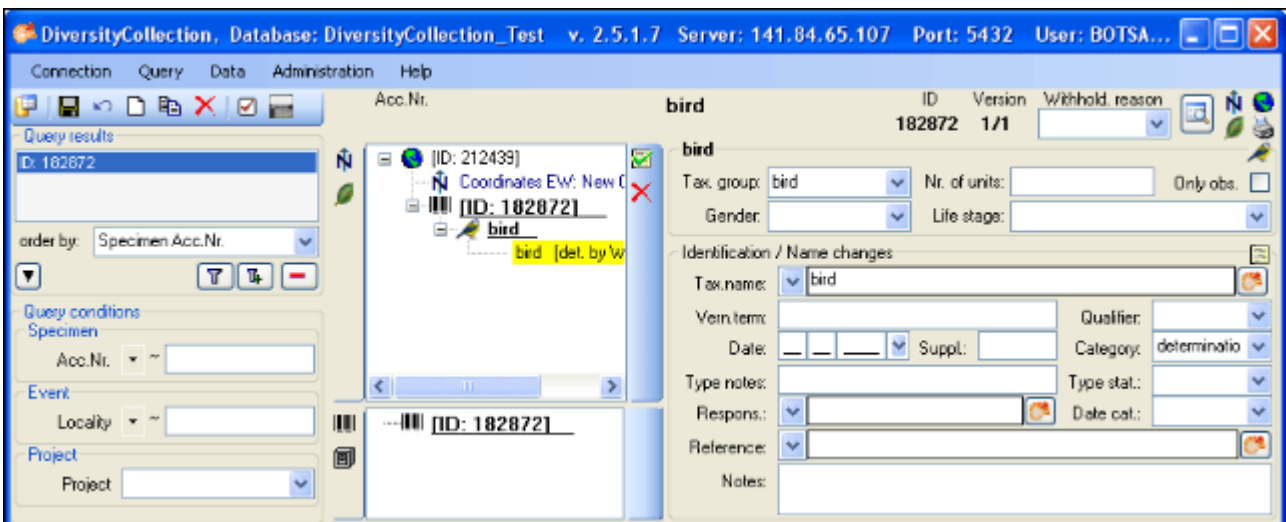 DiversityCollection, Database: DiversityCollection_Test v. 2.5.1.7 Server: 141.84.65.107 Port: 5432 User: BOTSA...
Connection Query Data Administration Help
Acc.Nr. bird ID Version Withhold. reason
182872 1/1
Query results
ID: 182872
order by: Specimen Acc.Nr.
Query conditions
Specimen
Acc.Nr. ~
Event
Locality ~
Project
Project
[ID: 212439]
Coordinates EW: New C
[ID: 182872]
bird
bird [det. by W
[ID: 182872]
bird
Tax. group: bird Nr. of units: Only obs.
Gender: Life stage:
Identification / Name changes
Tax.name: bird
Vern.term: Qualifier:
Date: __ __ ____ Suppl.: Category: determinatio
Type notes: Type stat.:
Respons.: Date cat.:
Reference:
Notes: